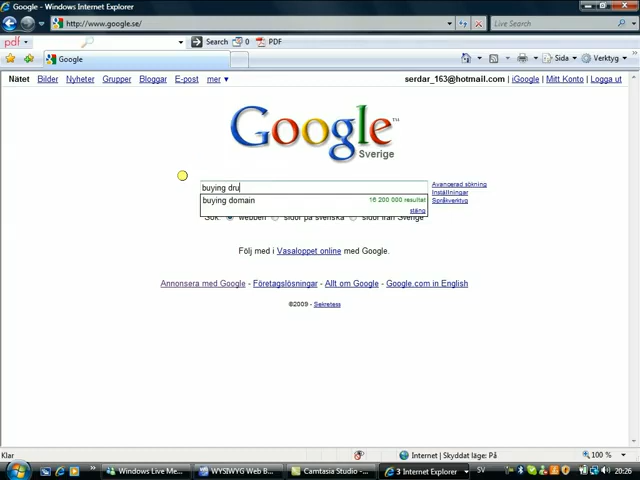 Google - Windows Internet Explorer
http://www.google.se/
Live Search
pdf
Search
0
PDF
Google
Sida
Verktyg
Nätet Bilder Nyheter Grupper Bloggar E-post mer ▼
serdar_163@hotmail.com | iGoogle | Mitt Konto | Logga ut
Google™
Sverige
buying dru
buying domain 16 200 000 resultat
stäng
Avancerad sökning
Inställningar
Språkverktyg
Sök: webben sidor på svenska sidor från Sverige
Följ med i Vasaloppet online med Google.
Annonsera med Google - Företagslösningar - Allt om Google - Google.com in English
©2009 - Sekretess
Klar
Internet | Skyddat läge: På
100 %
Windows Live Me...
WYSIWYG Web B...
Camtasia Studio -...
3 Internet Explorer
SV
20:26